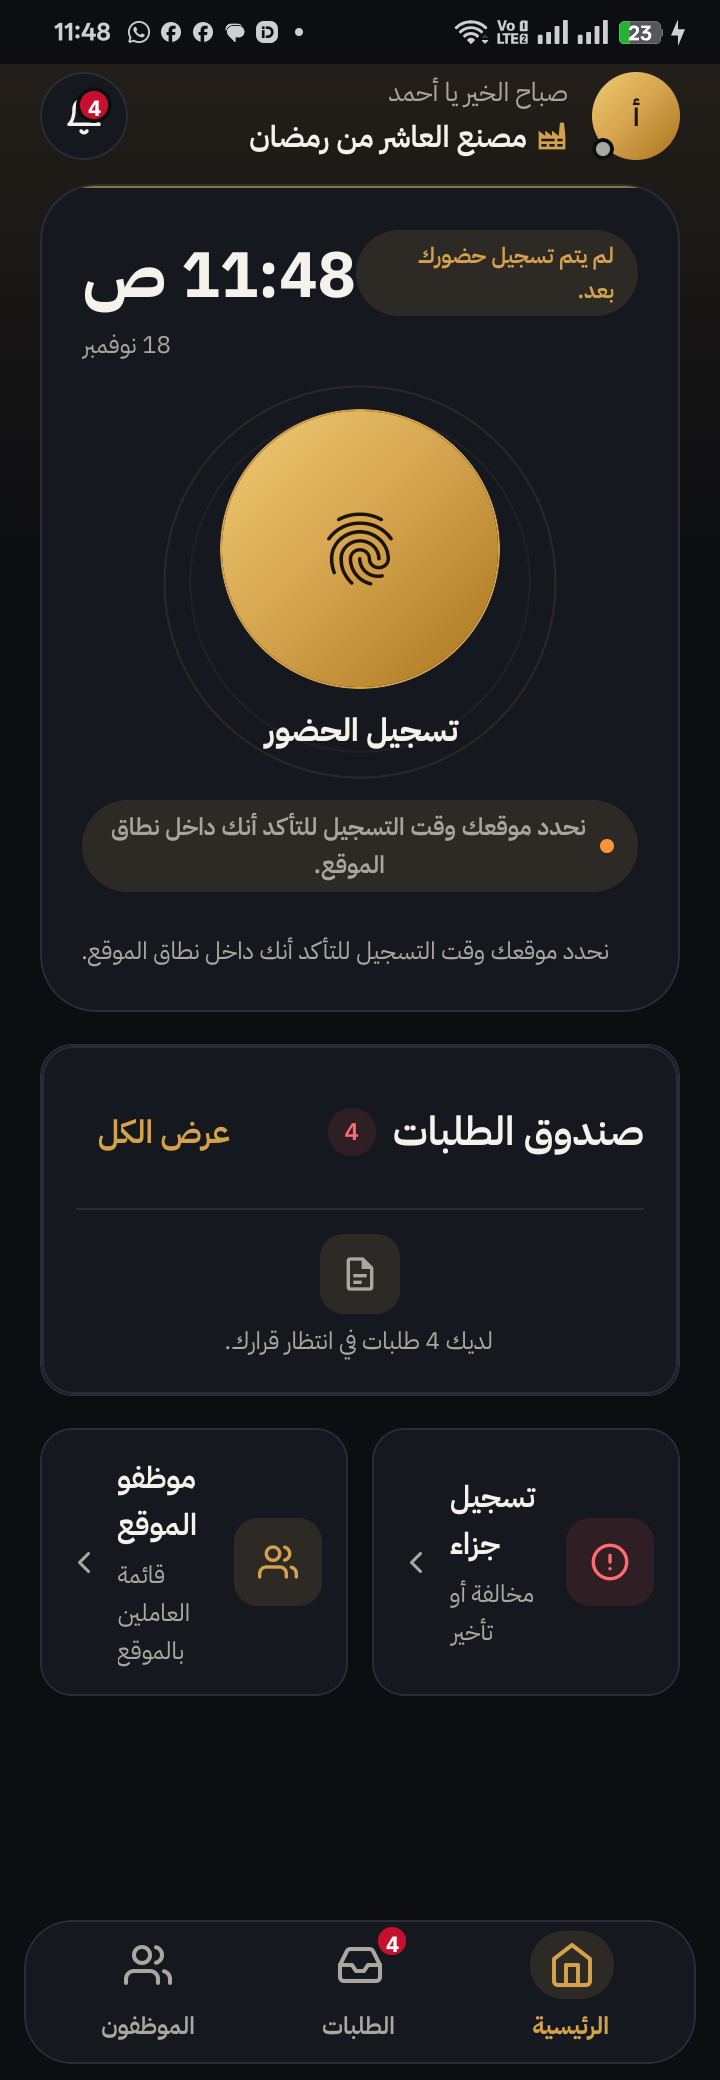 11:48
Vo 1
LTE2
23
صباح الخير يا أحمد
مصنع العاشر من رمضان
أ
4
لم يتم تسجيل حضورك
بعد.
11:48 ص
18 نوفمبر
تسجيل الحضور
نحدد موقعك وقت التسجيل للتأكد أنك داخل نطاق
الموقع.
نحدد موقعك وقت التسجيل للتأكد أنك داخل نطاق الموقع.
صندوق الطلبات 4
عرض الكل
لديك 4 طلبات في انتظار قرارك.
تسجيل
جزاء
مخالفة أو
تأخير
موظفو
الموقع
قائمة
العاملين
بالموقع
الرئيسية
4
الطلبات
الموظفون